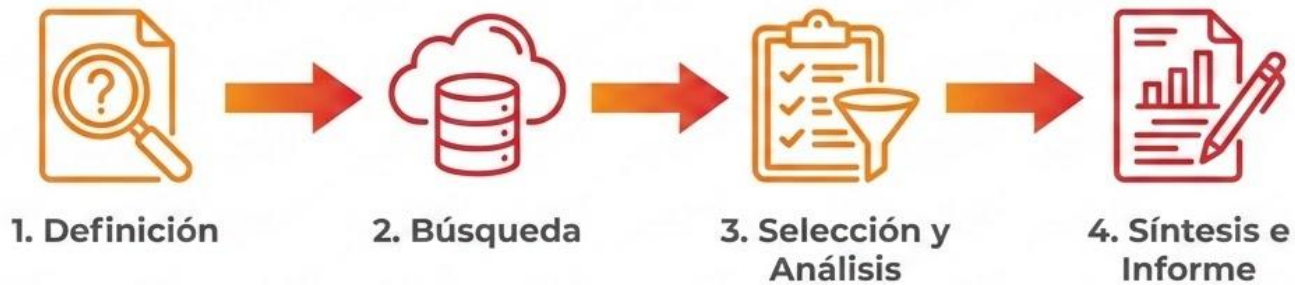 ?
1. Definición
2. Búsqueda
3. Selección y
Análisis
4. Síntesis e
Informe